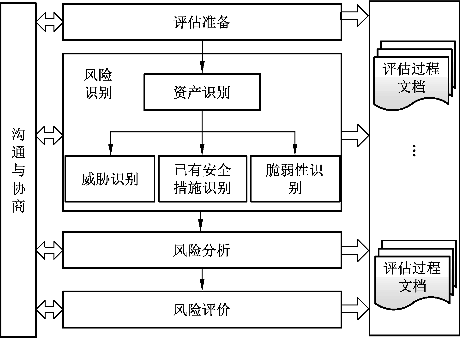 沟通与协商
评估准备
风险
识别
资产识别
威胁识别
已有安全
措施识别
脆弱性识
别
风险分析
风险评价
评估过程
文档
...
评估过程
文档